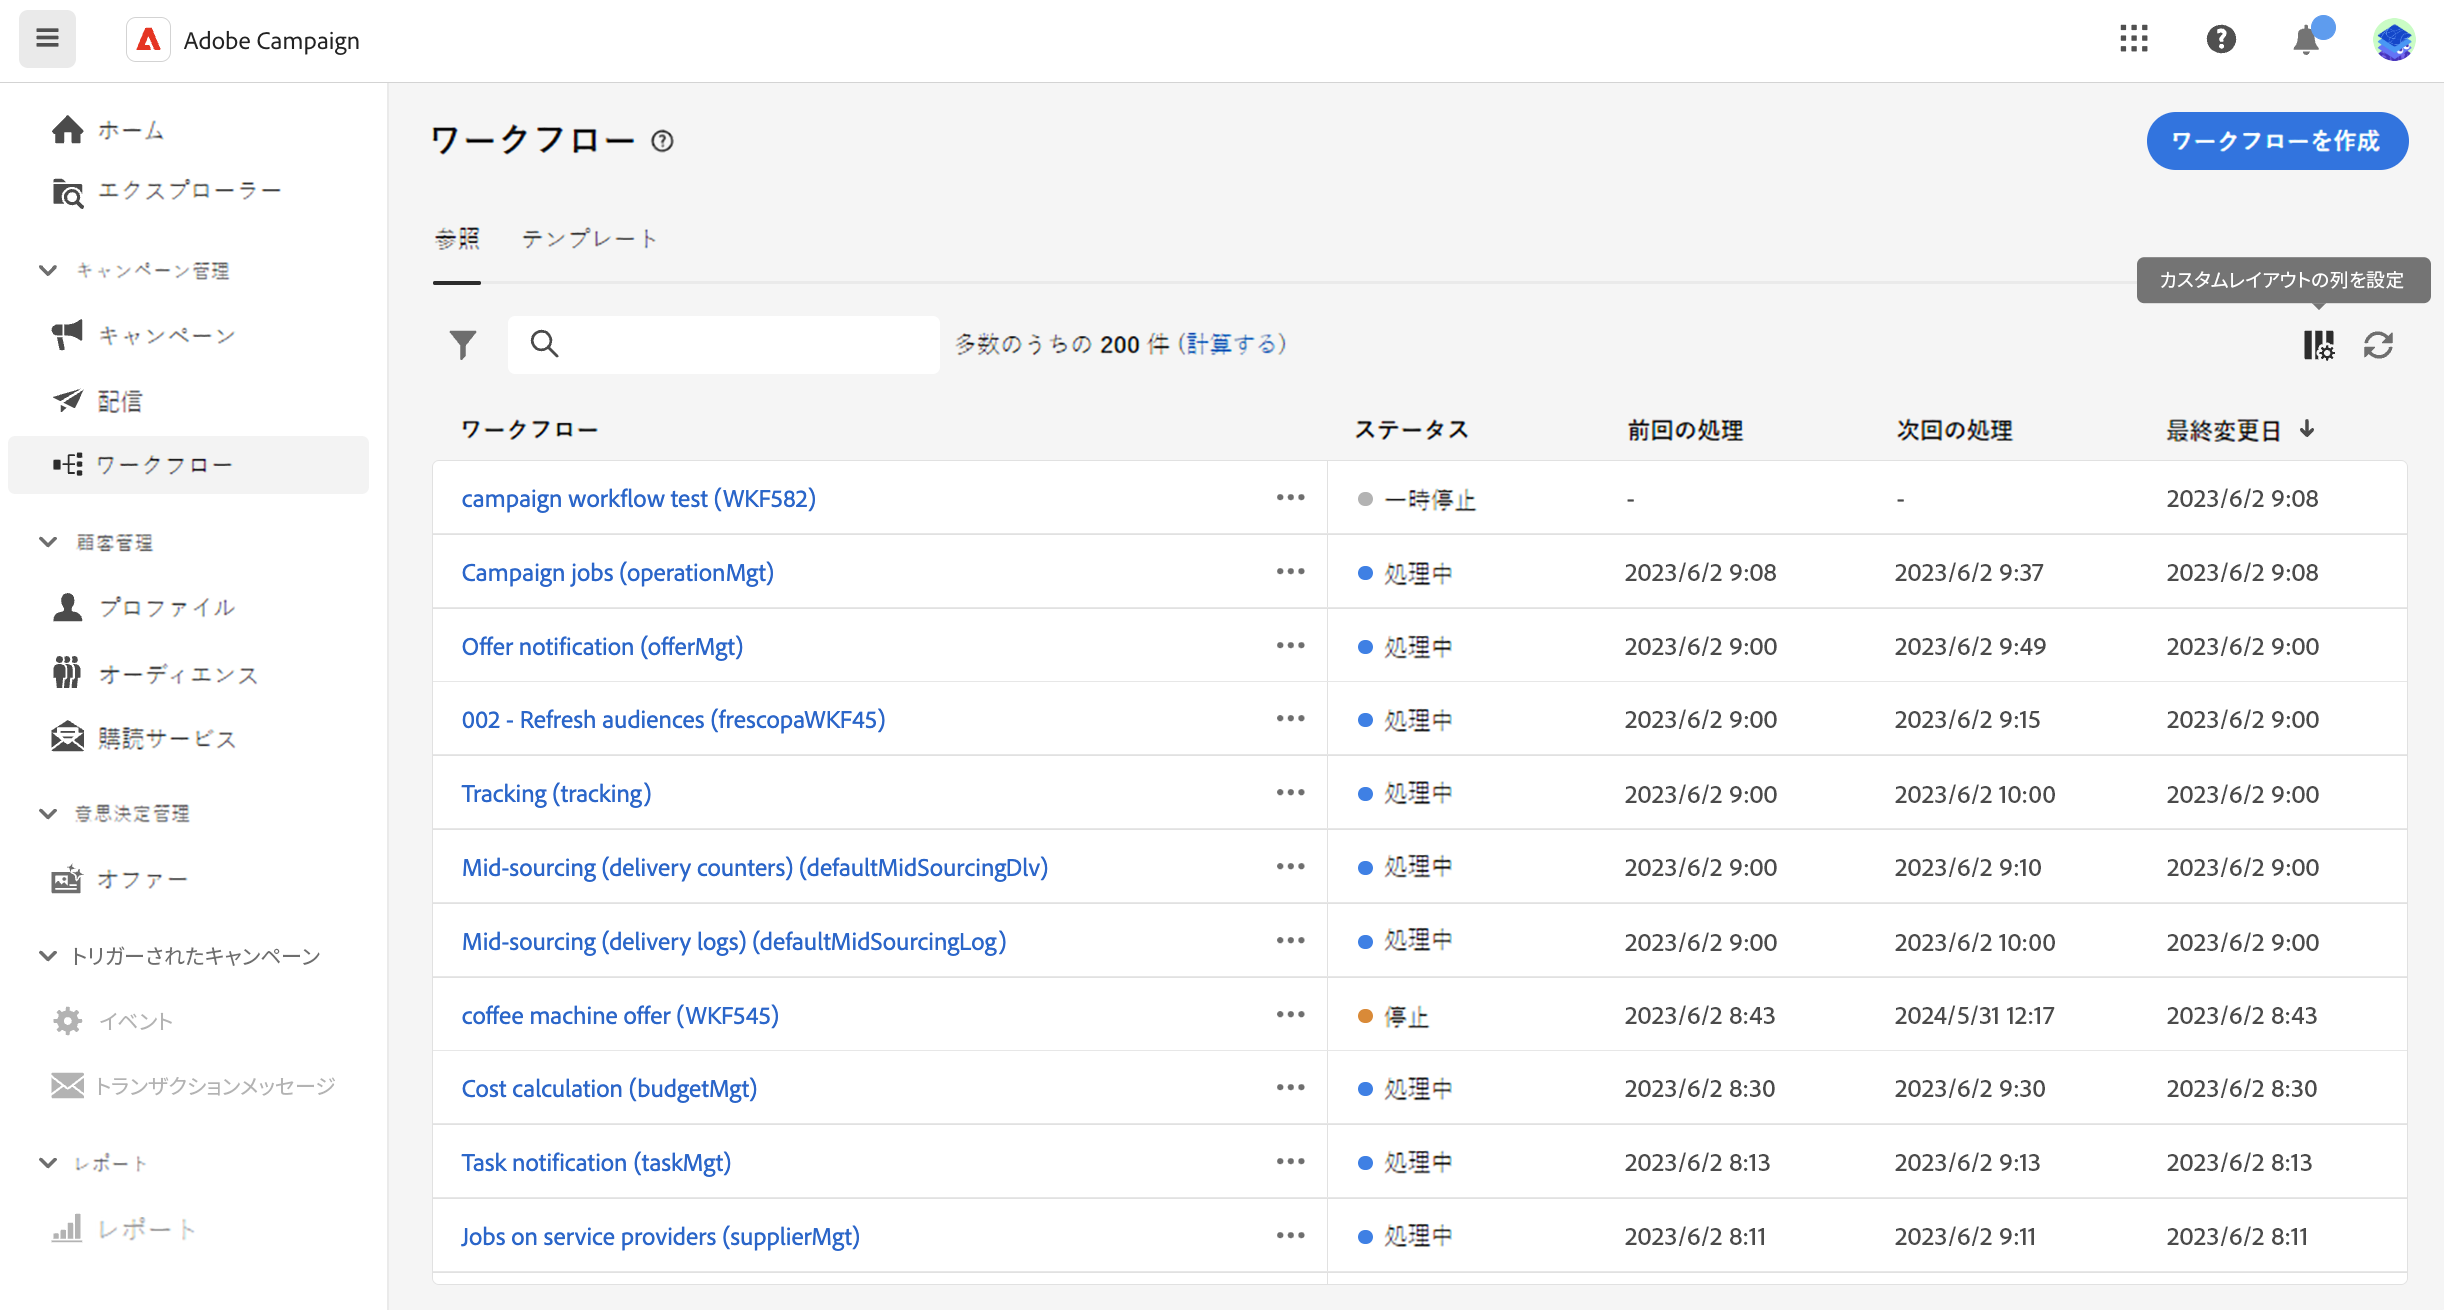 Adobe Campaign
ホーム
エクスプローラー
キャンペーン管理
キャンペーン
配信
ワークフロー
顧客管理
プロファイル
オーディエンス
購読サービス
意思決定管理
オファー
トリガーされたキャンペーン
イベント
トランザクションメッセージ
レポート
レポート
ワークフロー
ワークフローを作成
参照 テンプレート
カスタムレイアウトの列を設定
多数のうちの 200 件 (計算する)
ワークフロー ステータス 前回の処理 次回の処理 最終変更日
campaign workflow test (WKF582) 一時停止 - - 2023/6/2 9:08
Campaign jobs (operationMgt) 処理中 2023/6/2 9:08 2023/6/2 9:37 2023/6/2 9:08
Offer notification (offerMgt) 処理中 2023/6/2 9:00 2023/6/2 9:49 2023/6/2 9:00
002 - Refresh audiences (frescopaWKF45) 処理中 2023/6/2 9:00 2023/6/2 9:15 2023/6/2 9:00
Tracking (tracking) 処理中 2023/6/2 9:00 2023/6/2 10:00 2023/6/2 9:00
Mid-sourcing (delivery counters) (defaultMidSourcingDlv) 処理中 2023/6/2 9:00 2023/6/2 9:10 2023/6/2 9:00
Mid-sourcing (delivery logs) (defaultMidSourcingLog) 処理中 2023/6/2 9:00 2023/6/2 10:00 2023/6/2 9:00
coffee machine offer (WKF545) 停止 2023/6/2 8:43 2024/5/31 12:17 2023/6/2 8:43
Cost calculation (budgetMgt) 処理中 2023/6/2 8:30 2023/6/2 9:30 2023/6/2 8:30
Task notification (taskMgt) 処理中 2023/6/2 8:13 2023/6/2 9:13 2023/6/2 8:13
Jobs on service providers (supplierMgt) 処理中 2023/6/2 8:11 2023/6/2 9:11 2023/6/2 8:11